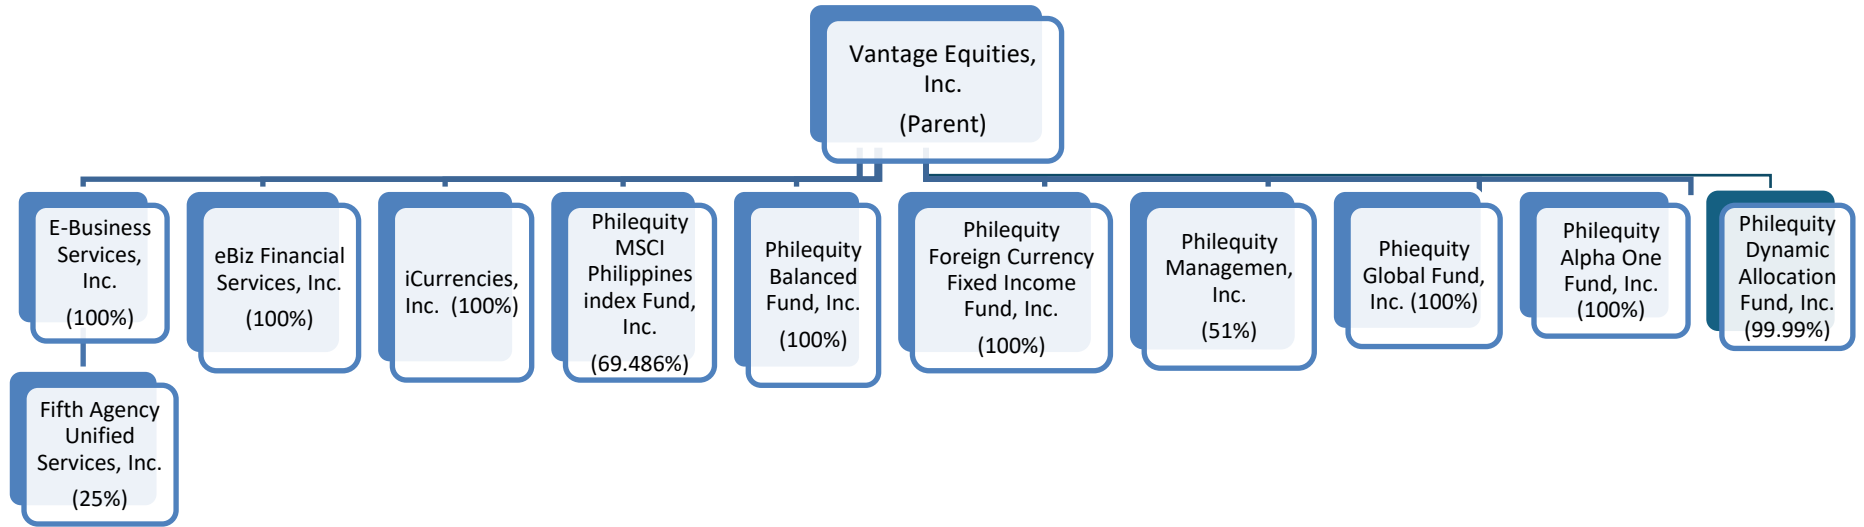 Vantage Equities,
Inc.
(Parent)
E-Business
Services,
Inc.
(100%)
eBiz Financial
Services, Inc.
(100%)
iCurrencies,
Inc.  (100%)
Philequity
MSCI
Philippines
index Fund,
Inc.
(69.486%)
Philequity
Balanced
Fund, Inc.
(100%)
Philequity
Foreign Currency
Fixed Income
Fund, Inc.
(100%)
Philequity
Managemen,
Inc.
(51%)
Phiequity
Global Fund,
Inc. (100%)
Philequity
Alpha One
Fund, Inc.
(100%)
Philequity
Dynamic
Allocation
Fund, Inc.
(99.99%)
Fifth Agency
Unified
Services, Inc.
(25%)